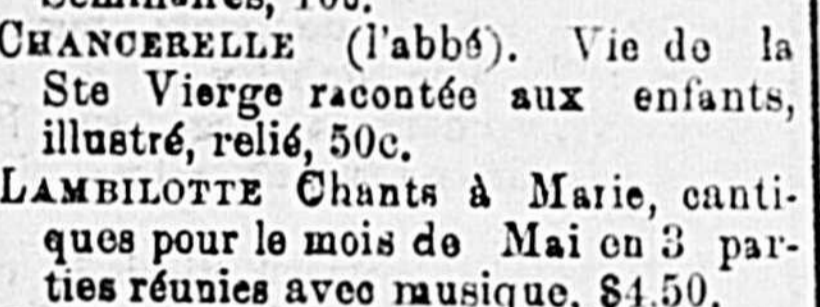 CHANCERELLE (l'abbé). Vie de la
Ste Vierge racontée aux enfants,
illustré, relié, 50c.
LAMBILOTTE Chants à Marie, canti-
ques pour le mois de Mai en 3 par-
ties réunies avec musique, $4.50.